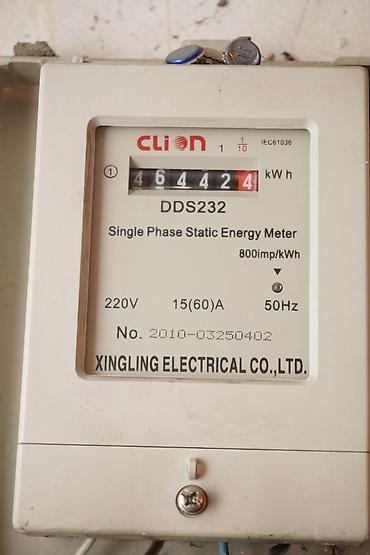 CLiON 1 1/10 IEC61036
① 464424 kWh
DDS232
Single Phase Static Energy Meter
800imp/kWh
220V 15(60)A 50Hz
No. 2010-03250402
XINGLING ELECTRICAL CO.,LTD.